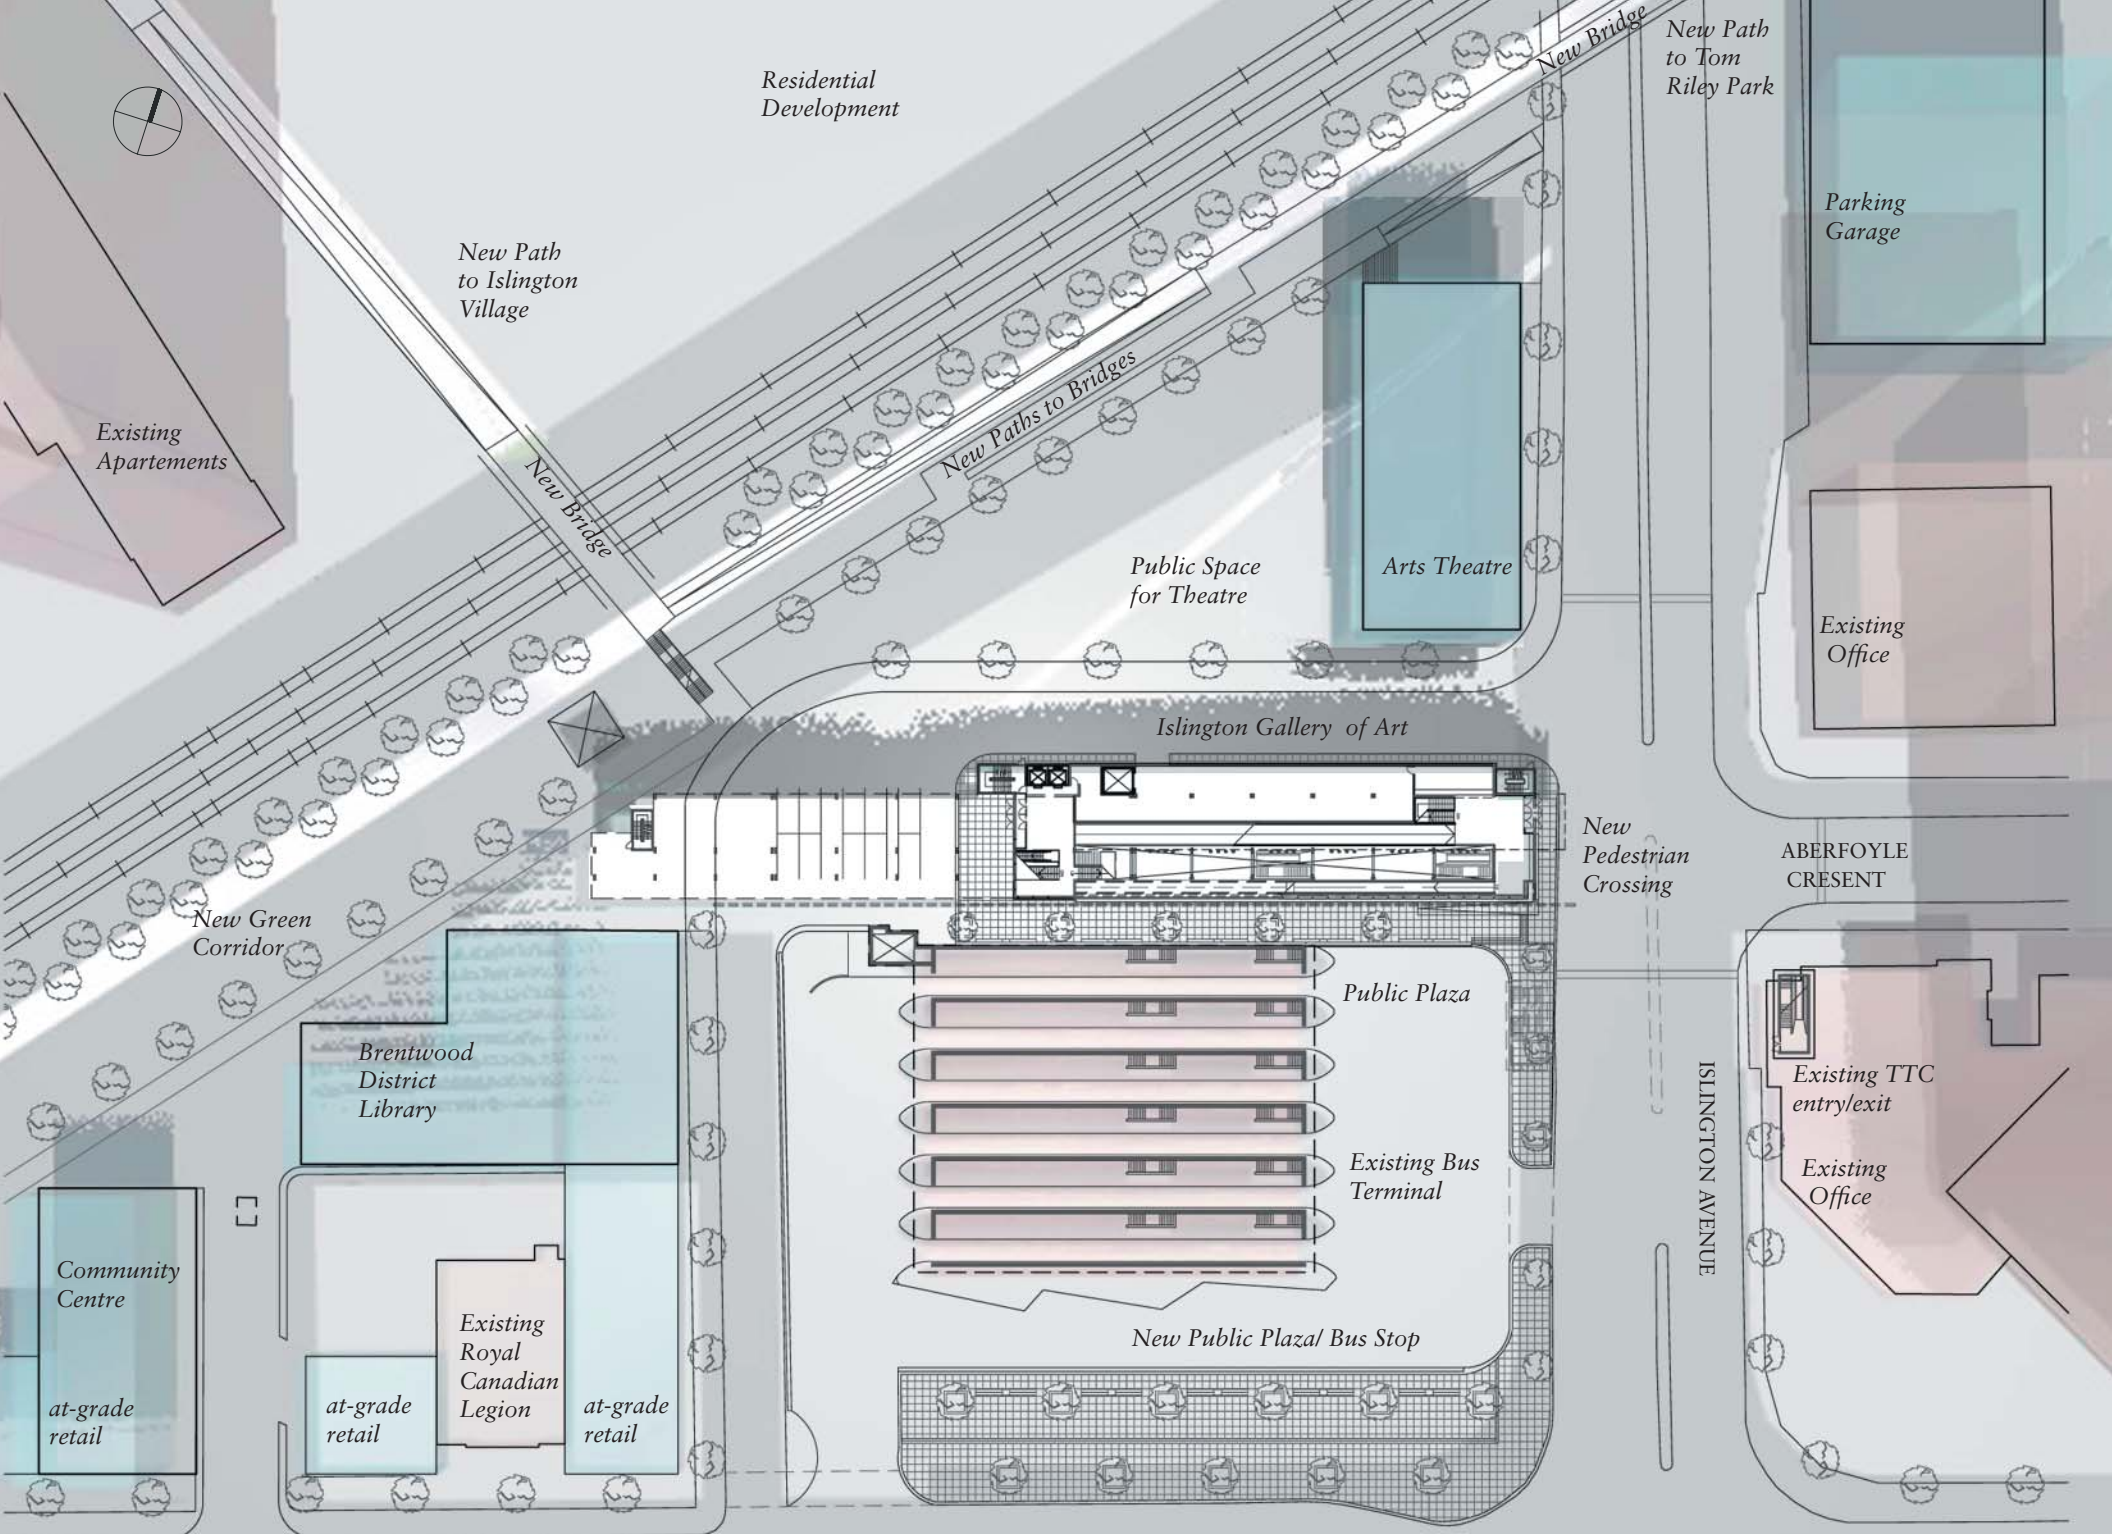 New Bridge
New Path
to Tom
Riley Park
Residential
Development
Parking
Garage
New Path
to Islington
Village
New Paths to Bridges
Existing
Apartements
New Bridge
Public Space
for Theatre
Arts Theatre
Existing
Office
Islington Gallery of Art
New
Pedestrian
Crossing
ABERFOYLE
CRESENT
New Green
Corridor
Public Plaza
Brentwood
District
Library
Existing TTC
entry/exit
ISLINGTON AVENUE
Existing Bus
Terminal
Existing
Office
Community
Centre
Existing
Royal
Canadian
Legion
New Public Plaza/ Bus Stop
at-grade
retail
at-grade
retail
at-grade
retail